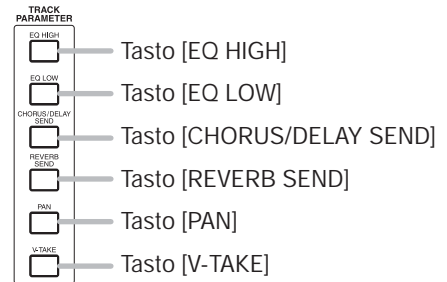 TRACK
PARAMETER
EQ HIGH
Tasto [EQ HIGH]
EQ LOW
Tasto [EQ LOW]
CHORUS/DELAY
SEND
Tasto [CHORUS/DELAY SEND]
REVERB
SEND
Tasto [REVERB SEND]
PAN
Tasto [PAN]
V-TAKE
Tasto [V-TAKE]